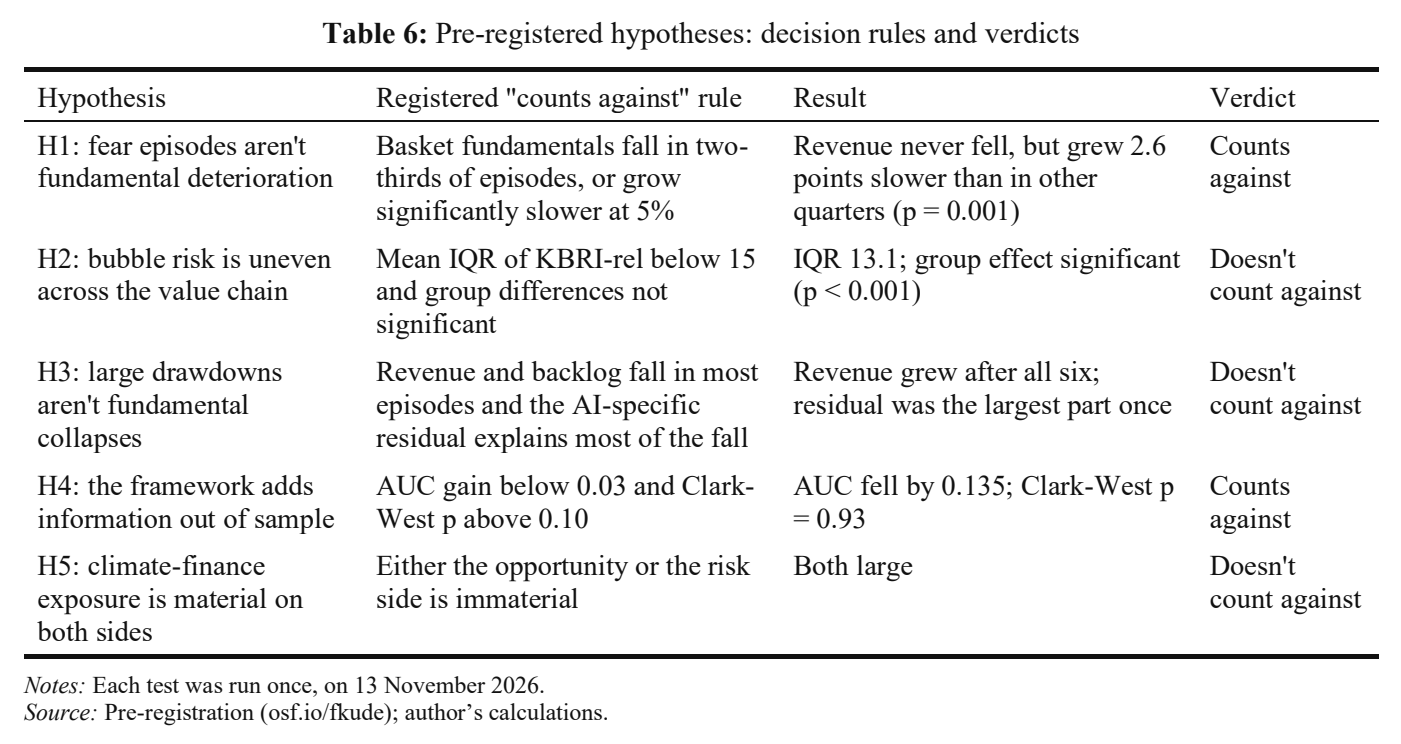 Table 6: Pre-registered hypotheses: decision rules and verdicts
Hypothesis
Registered "counts against" rule
Result
Verdict
H1: fear episodes aren't
fundamental deterioration
Basket fundamentals fall in two-
thirds of episodes, or grow
significantly slower at 5%
Revenue never fell, but grew 2.6
points slower than in other
quarters (p = 0.001)
Counts
against
H2: bubble risk is uneven
across the value chain
Mean IQR of KBRI-rel below 15
and group differences not
significant
IQR 13.1; group effect significant
(p < 0.001)
Doesn't
count against
H3: large drawdowns
aren't fundamental
collapses
Revenue and backlog fall in most
episodes and the AI-specific
residual explains most of the fall
Revenue grew after all six;
residual was the largest part once
Doesn't
count against
H4: the framework adds
information out of sample
AUC gain below 0.03 and Clark-
West p above 0.10
AUC fell by 0.135; Clark-West p
= 0.93
Counts
against
H5: climate-finance
exposure is material on
both sides
Either the opportunity or the risk
side is immaterial
Both large
Doesn't
count against
Notes: Each test was run once, on 13 November 2026.
Source: Pre-registration (osf.io/fkude); author’s calculations.